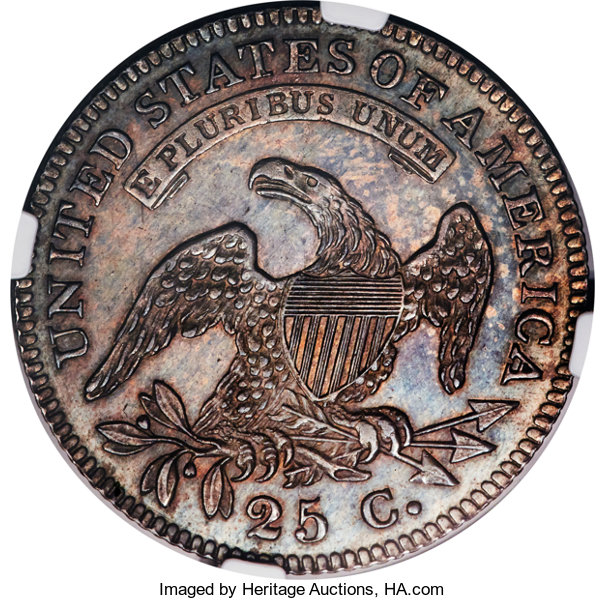 UNITED STATES OF AMERICA
E PLURIBUS UNUM
25 C.
Imaged by Heritage Auctions, HA.com